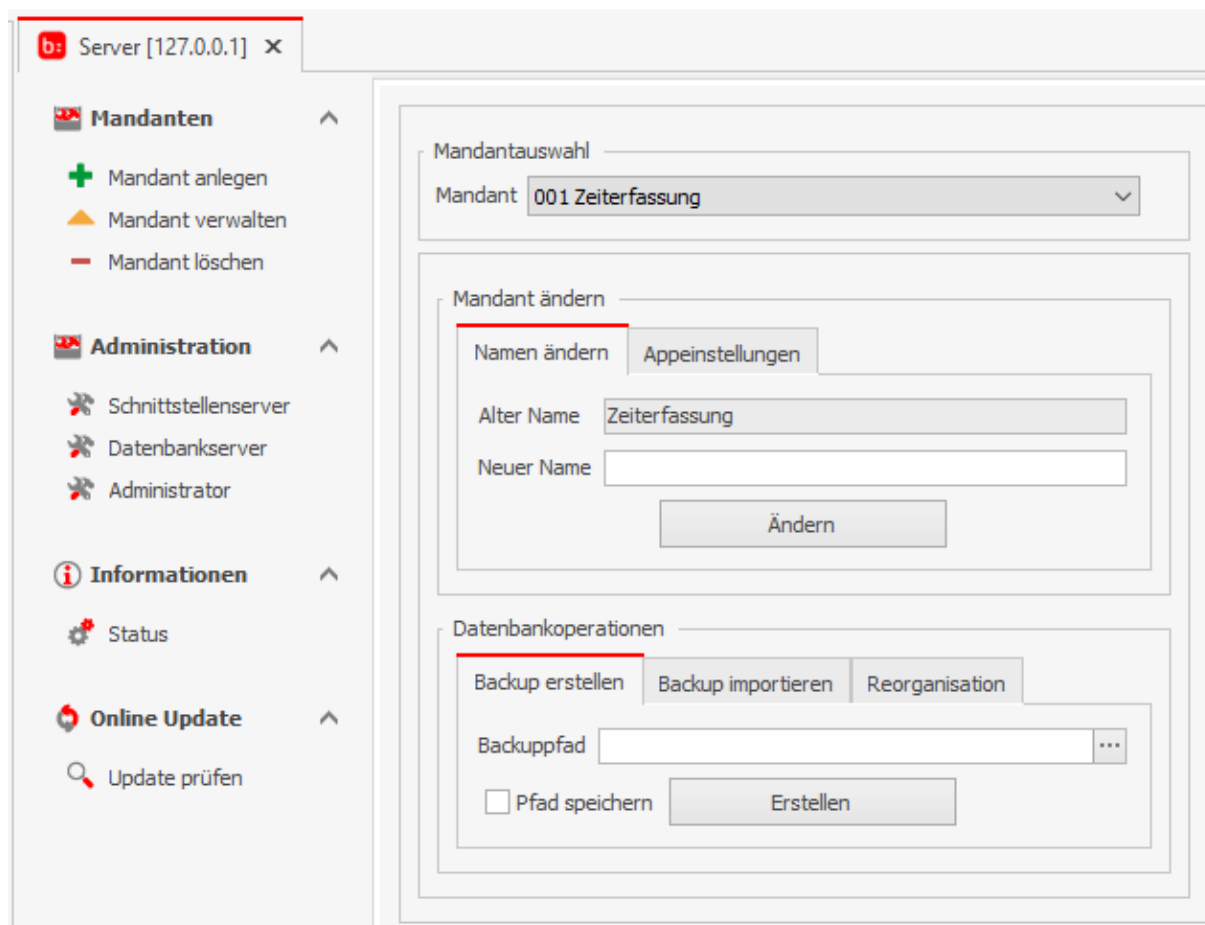 b: Server [127.0.0.1]
Mandanten
Mandant anlegen
Mandant verwalten
Mandant löschen
Administration
Schnittstellenserver
Datenbankserver
Administrator
Informationen
Status
Online Update
Update prüfen
Mandantauswahl
Mandant 001 Zeiterfassung
Mandant ändern
Namen ändern Appeinstellungen
Alter Name Zeiterfassung
Neuer Name
Ändern
Datenbankoperationen
Backup erstellen Backup importieren Reorganisation
Backuppfad ...
Pfad speichern Erstellen